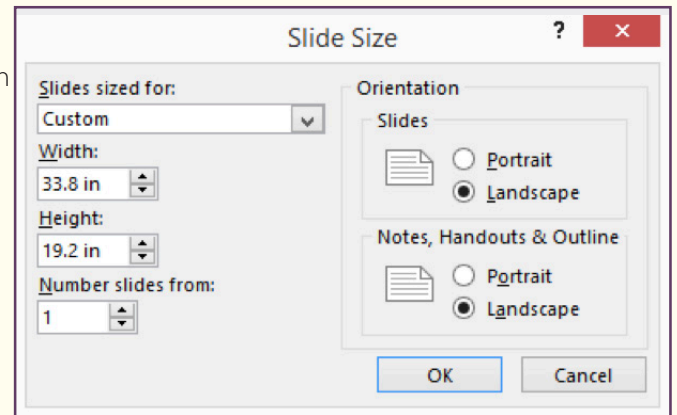 Slide Size
?
×
n
Slides sized for:
Custom
Width:
33.8 in
Height:
19.2 in
Number slides from:
1
Orientation
Slides
Portrait
Landscape
Notes, Handouts & Outline
Portrait
Landscape
OK
Cancel